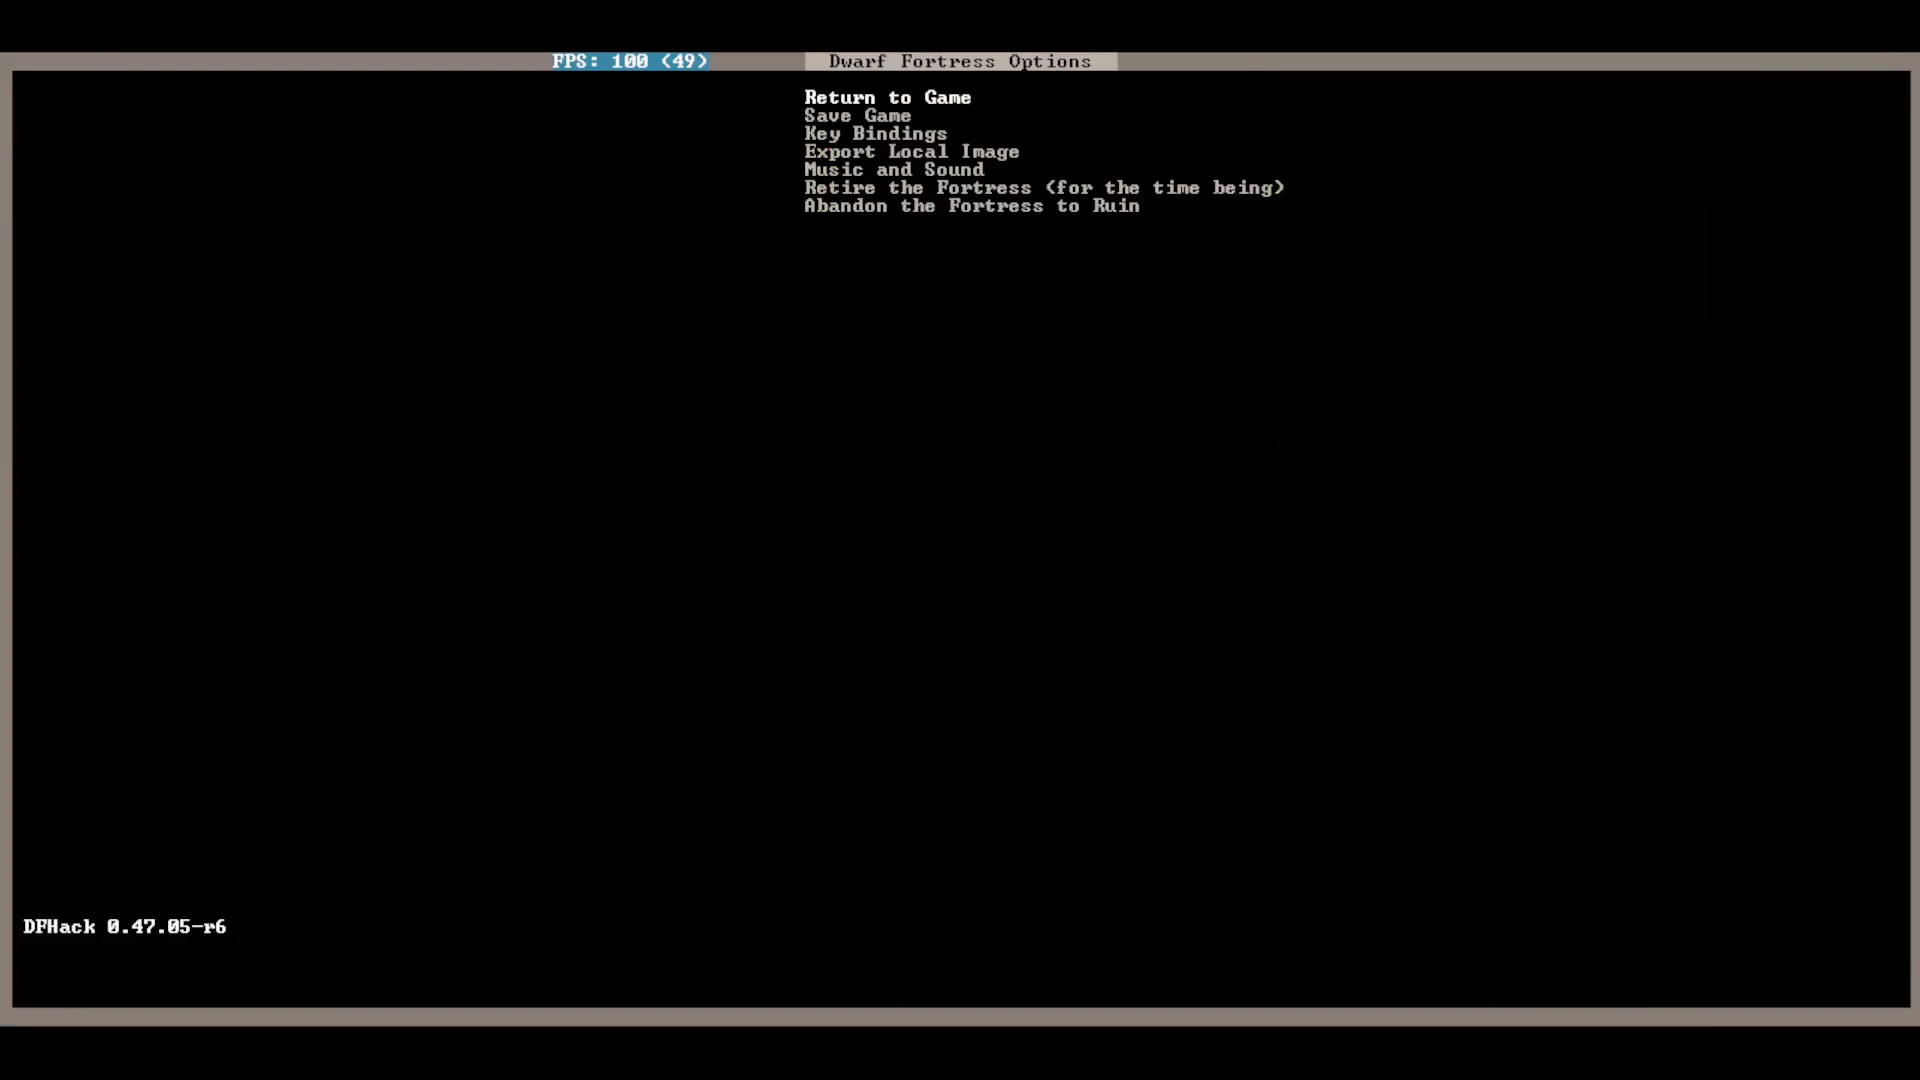 FPS: 100 (49) Dwarf Fortress Options
Return to Game
Save Game
Key Bindings
Export Local Image
Music and Sound
Retire the Fortress (for the time being)
Abandon the Fortress to Ruin
DFHack 0.47.05-r6